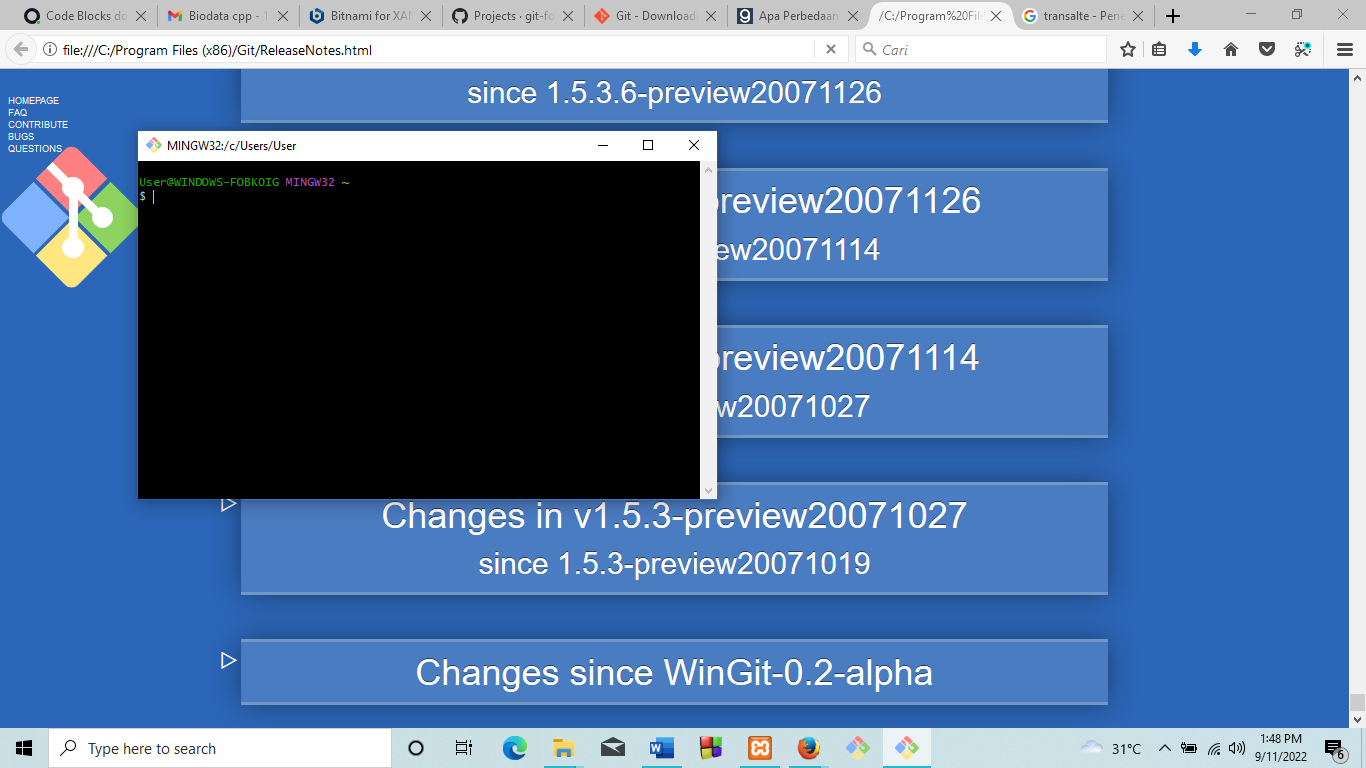 Code Blocks do
Biodata cpp - 1
Bitnami for XAM
Projects · git-fo
Git - Download
Apa Perbedaan
/C:/Program%20File
transalte - Pene
file:///C:/Program Files (x86)/Git/ReleaseNotes.html
Cari
HOMEPAGE
FAQ
CONTRIBUTE
BUGS
QUESTIONS
since 1.5.3.6-preview20071126
MINGW32:/c/Users/User
User@WINDOWS-FOBKOIG MINGW32 ~
$
preview20071126
ew20071114
preview20071114
w20071027
Changes in v1.5.3-preview20071027
since 1.5.3-preview20071019
Changes since WinGit-0.2-alpha
Type here to search
31°C
1:48 PM
9/11/2022
6